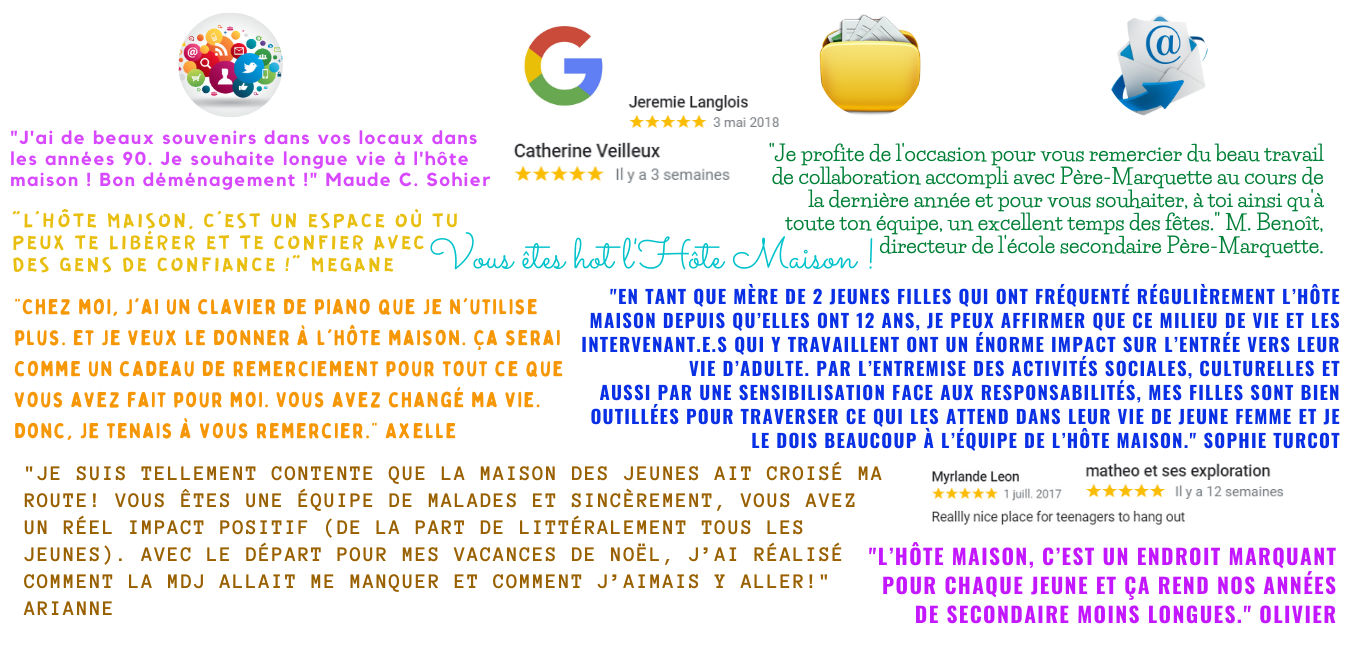 Jeremie Langlois
3 mai 2018
"J'ai de beaux souvenirs dans vos locaux dans
les années 90. Je souhaite longue vie à l'hôte
maison ! Bon déménagement !" Maude C. Sohier
Catherine Veilleux
Il y a 3 semaines
"Je profite de l'occasion pour vous remercier du beau travail
de collaboration accompli avec Père-Marquette au cours de
la dernière année et pour vous souhaiter, à toi ainsi qu'à
toute ton équipe, un excellent temps des fêtes." M. Benoît,
directeur de l'école secondaire Père-Marquette.
"L'HÔTE MAISON, C'EST UN ESPACE OÙ TU
PEUX TE LIBÉRER ET TE CONFIER AVEC
DES GENS DE CONFIANCE !" MEGANE
Vous êtes hot l'Hôte Maison !
"CHEZ MOI, J'AI UN CLAVIER DE PIANO QUE JE N'UTILISE
PLUS. ET JE VEUX LE DONNER À L'HÔTE MAISON. ÇA SERAI
COMME UN CADEAU DE REMERCIEMENT POUR TOUT CE QUE
VOUS AVEZ FAIT POUR MOI. VOUS AVEZ CHANGÉ MA VIE.
DONC, JE TENAIS À VOUS REMERCIER." AXELLE
"EN TANT QUE MÈRE DE 2 JEUNES FILLES QUI ONT FRÉQUENTÉ RÉGULIÈREMENT L'HÔTE
MAISON DEPUIS QU'ELLES ONT 12 ANS, JE PEUX AFFIRMER QUE CE MILIEU DE VIE ET LES
INTERVENANT.E.S QUI Y TRAVAILLENT ONT UN ÉNORME IMPACT SUR L'ENTRÉE VERS LEUR
VIE D'ADULTE. PAR L'ENTREMISE DES ACTIVITÉS SOCIALES, CULTURELLES ET
AUSSI PAR UNE SENSIBILISATION FACE AUX RESPONSABILITÉS, MES FILLES SONT BIEN
OUTILLÉES POUR TRAVERSER CE QUI LES ATTEND DANS LEUR VIE DE JEUNE FEMME ET JE
LE DOIS BEAUCOUP À L'ÉQUIPE DE L'HÔTE MAISON." SOPHIE TURCOT
"JE SUIS TELLEMENT CONTENTE QUE LA MAISON DES JEUNES AIT CROISÉ MA
ROUTE! VOUS ÊTES UNE ÉQUIPE DE MALADES ET SINCÈREMENT, VOUS AVEZ
UN RÉEL IMPACT POSITIF (DE LA PART DE LITTÉRALEMENT TOUS LES
JEUNES). AVEC LE DÉPART POUR MES VACANCES DE NOËL, J'AI RÉALISÉ
COMMENT LA MDJ ALLAIT ME MANQUER ET COMMENT J'AIMAIS Y ALLER!"
ARIANNE
Myrlande Leon
1 juill. 2017
Reallly nice place for teenagers to hang out
matheo et ses exploration
Il y a 12 semaines
"L'HÔTE MAISON, C'EST UN ENDROIT MARQUANT
POUR CHAQUE JEUNE ET ÇA REND NOS ANNÉES
DE SECONDAIRE MOINS LONGUES." OLIVIER